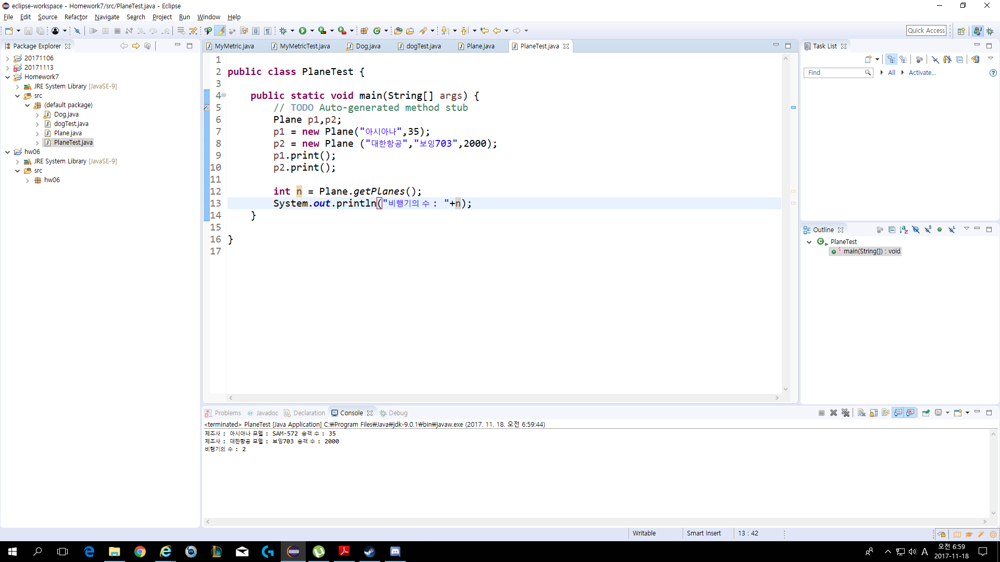 eclipse-workspace - Homework7/src/PlaneTest.java - Eclipse
File Edit Source Refactor Navigate Search Project Run Window Help
Quick Access
Package Explorer
20171106
20171113
Homework7
JRE System Library [JavaSE-9]
src
(default package)
Dog.java
dogTest.java
Plane.java
PlaneTest.java
hw06
JRE System Library [JavaSE-9]
src
hw06
MyMetric.java MyMetricTest.java Dog.java dogTest.java Plane.java PlaneTest.java
1
2 public class PlaneTest {
3
4 public static void main(String[] args) {
5 // TODO Auto-generated method stub
6 Plane p1,p2;
7 p1 = new Plane("아시아나",35);
8 p2 = new Plane ("대한항공","보잉703",2000);
9 p1.print();
10 p2.print();
11
12 int n = Plane.getPlanes();
13 System.out.println("비행기의 수 : "+n);
14 }
15
16 }
17
Task List
Find All Activate...
Outline
PlaneTest
main(String[]) : void
Problems @ Javadoc Declaration Console Debug
<terminated> PlaneTest [Java Application] C:₩Program Files₩Java₩jdk-9.0.1₩bin₩javaw.exe (2017. 11. 18. 오전 6:59:44)
제조사 : 아시아나 모델 : SAM-572 승객 수 : 35
제조사 : 대한항공 모델 : 보잉703 승객 수 : 2000
비행기의 수 : 2
Writable Smart Insert 13 : 42
A
오전 6:59
2017-11-18